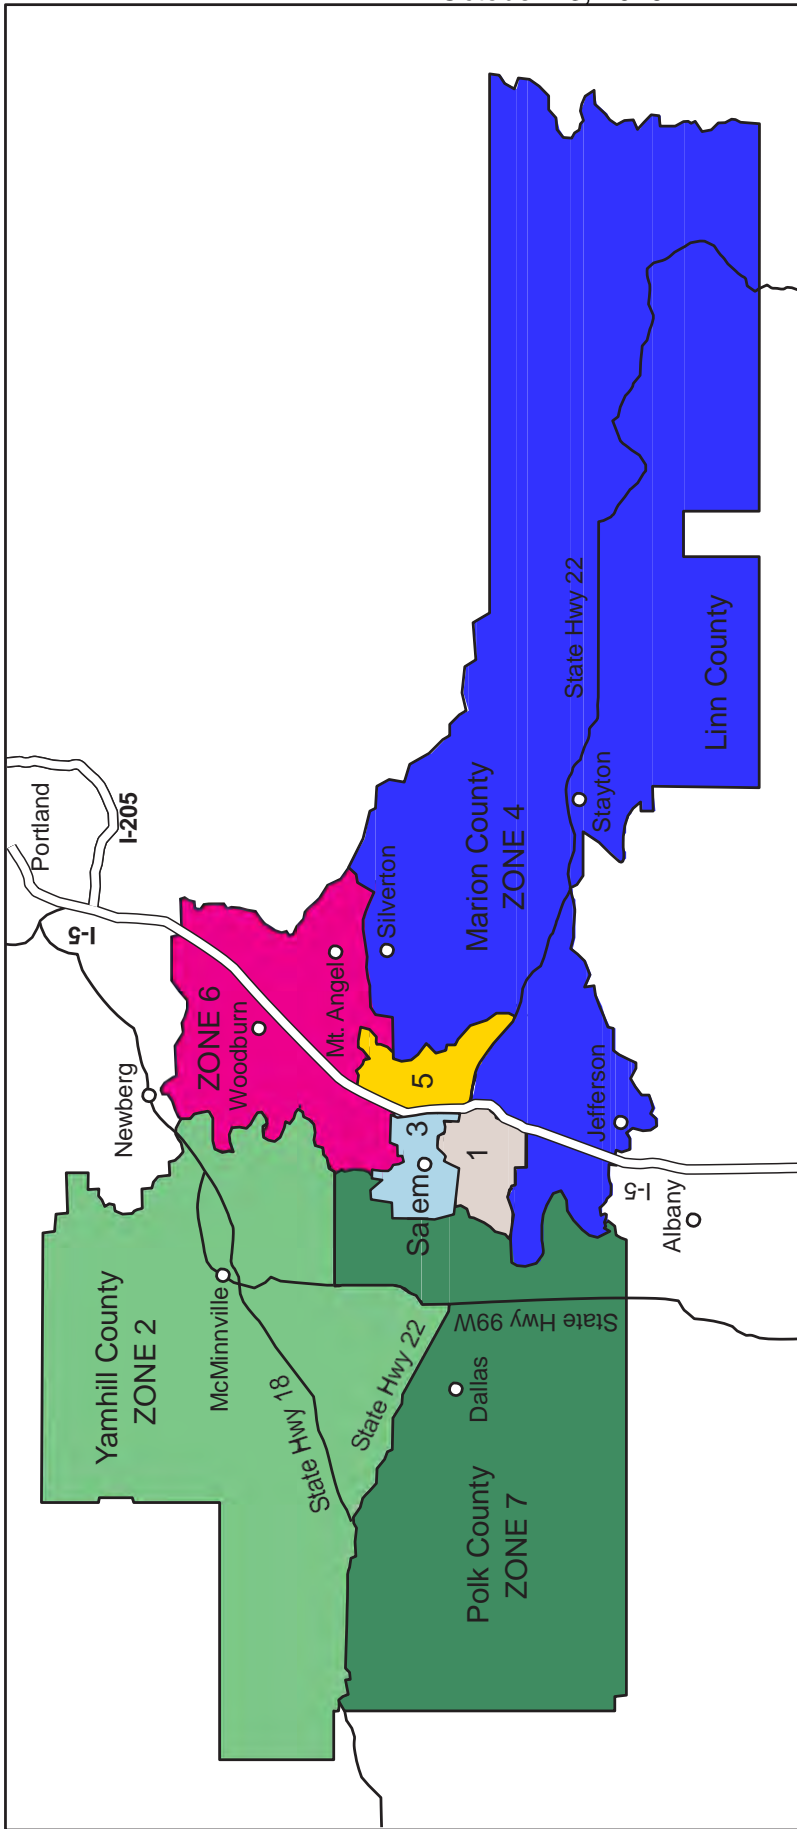 Portland
I-205
I-5
Newberg
ZONE 6
Woodburn
Mt. Angel
Silverton
Yamhill County
ZONE 2
McMinnville
State Hwy 18
State Hwy 22
Salem
3
5
1
Marion County
ZONE 4
State Hwy 22
Stayton
Linn County
Jefferson
I-5
Albany
State Hwy 99W
Dallas
Polk County
ZONE 7